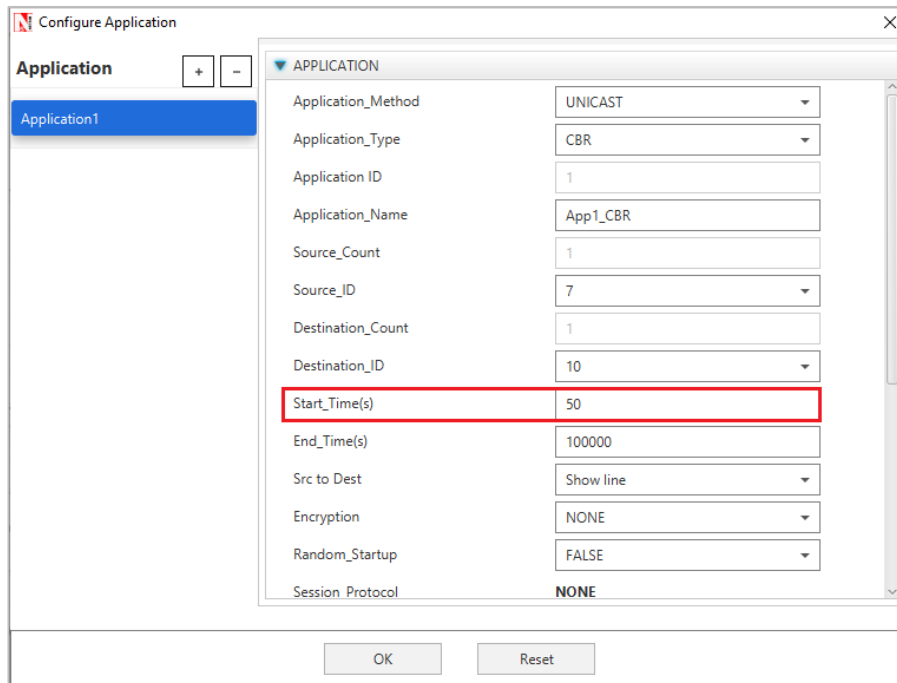 Configure Application
Application + -
Application1
APPLICATION
Application_Method UNICAST
Application_Type CBR
Application ID 1
Application_Name App1_CBR
Source_Count 1
Source_ID 7
Destination_Count 1
Destination_ID 10
Start_Time(s) 50
End_Time(s) 100000
Src to Dest Show line
Encryption NONE
Random_Startup FALSE
Session Protocol NONE
OK Reset